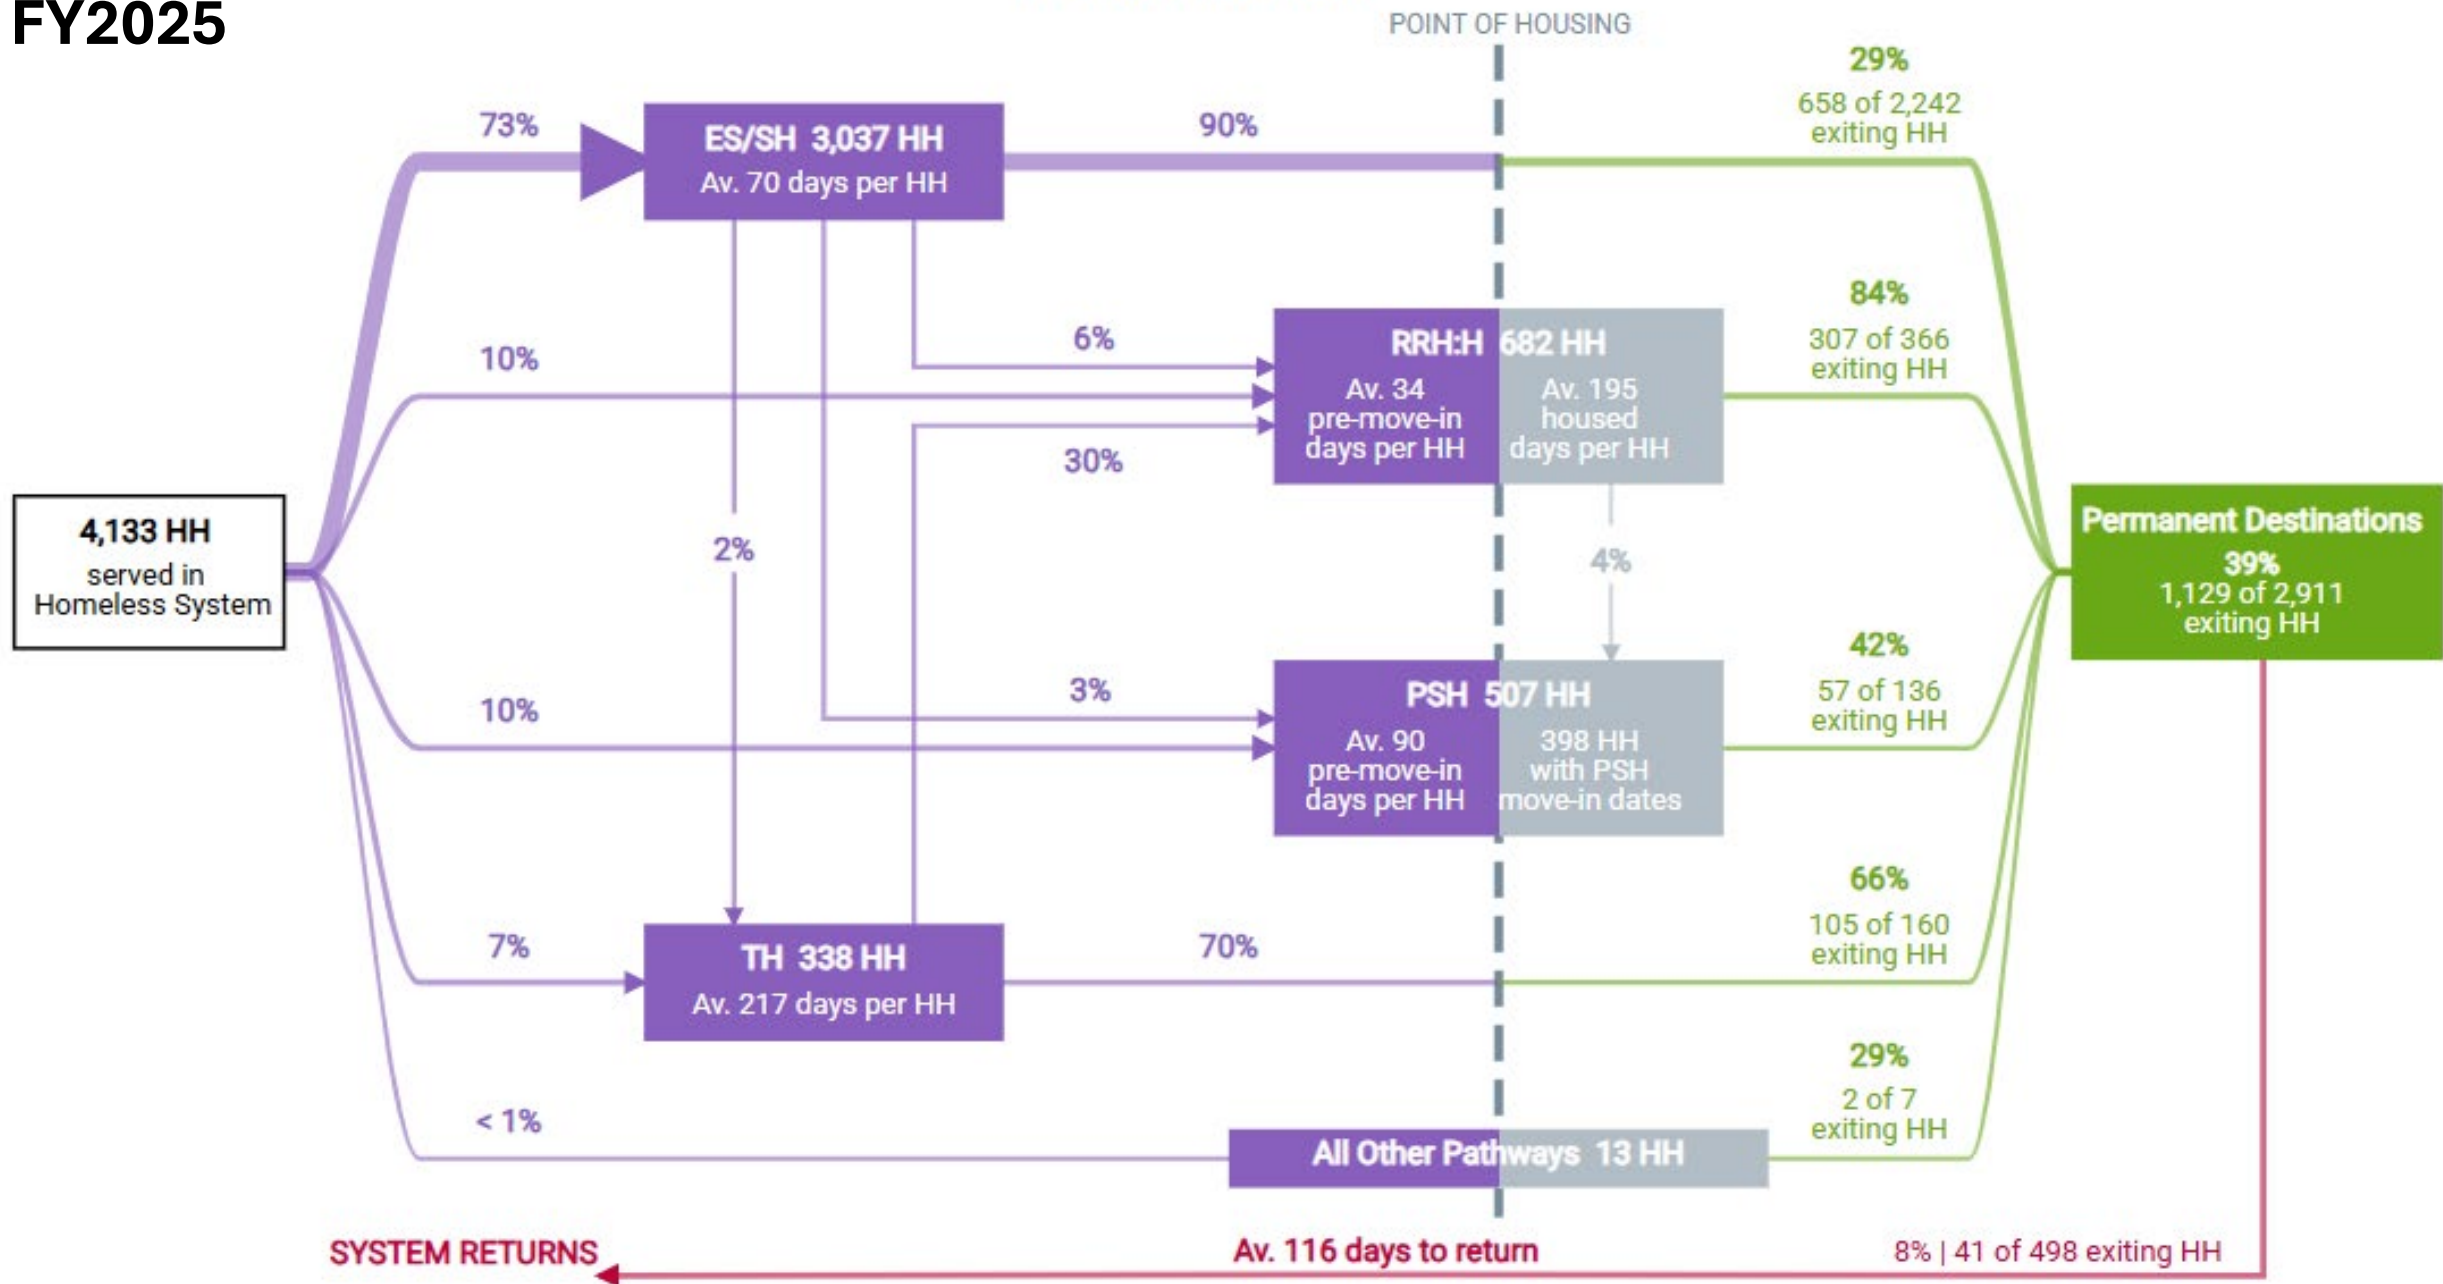 FY2025
POINT OF HOUSING
29%
658 of 2,242
exiting HH
73%
ES/SH 3,037 HH
Av. 70 days per HH
90%
84%
307 of 366
exiting HH
10%
6%
RRH:H 682 HH
Av. 34
pre-move-in
days per HH
Av. 195
housed
days per HH
30%
4,133 HH
served in
Homeless System
2%
4%
Permanent Destinations
39%
1,129 of 2,911
exiting HH
42%
57 of 136
exiting HH
10%
3%
PSH 507 HH
Av. 90
pre-move-in
days per HH
398 HH
with PSH
move-in dates
66%
105 of 160
exiting HH
7%
TH 338 HH
Av. 217 days per HH
70%
29%
2 of 7
exiting HH
< 1%
All Other Pathways 13 HH
SYSTEM RETURNS
Av. 116 days to return
8% | 41 of 498 exiting HH